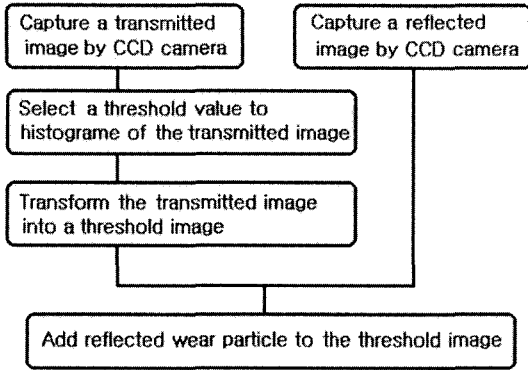 Capture a transmitted
image by CCD camera
Capture a reflected
image by CCD camera
Select a threshold value to
histograme of the transmitted image
Transform the transmitted image
into a threshold image
Add reflected wear particle to the threshold image